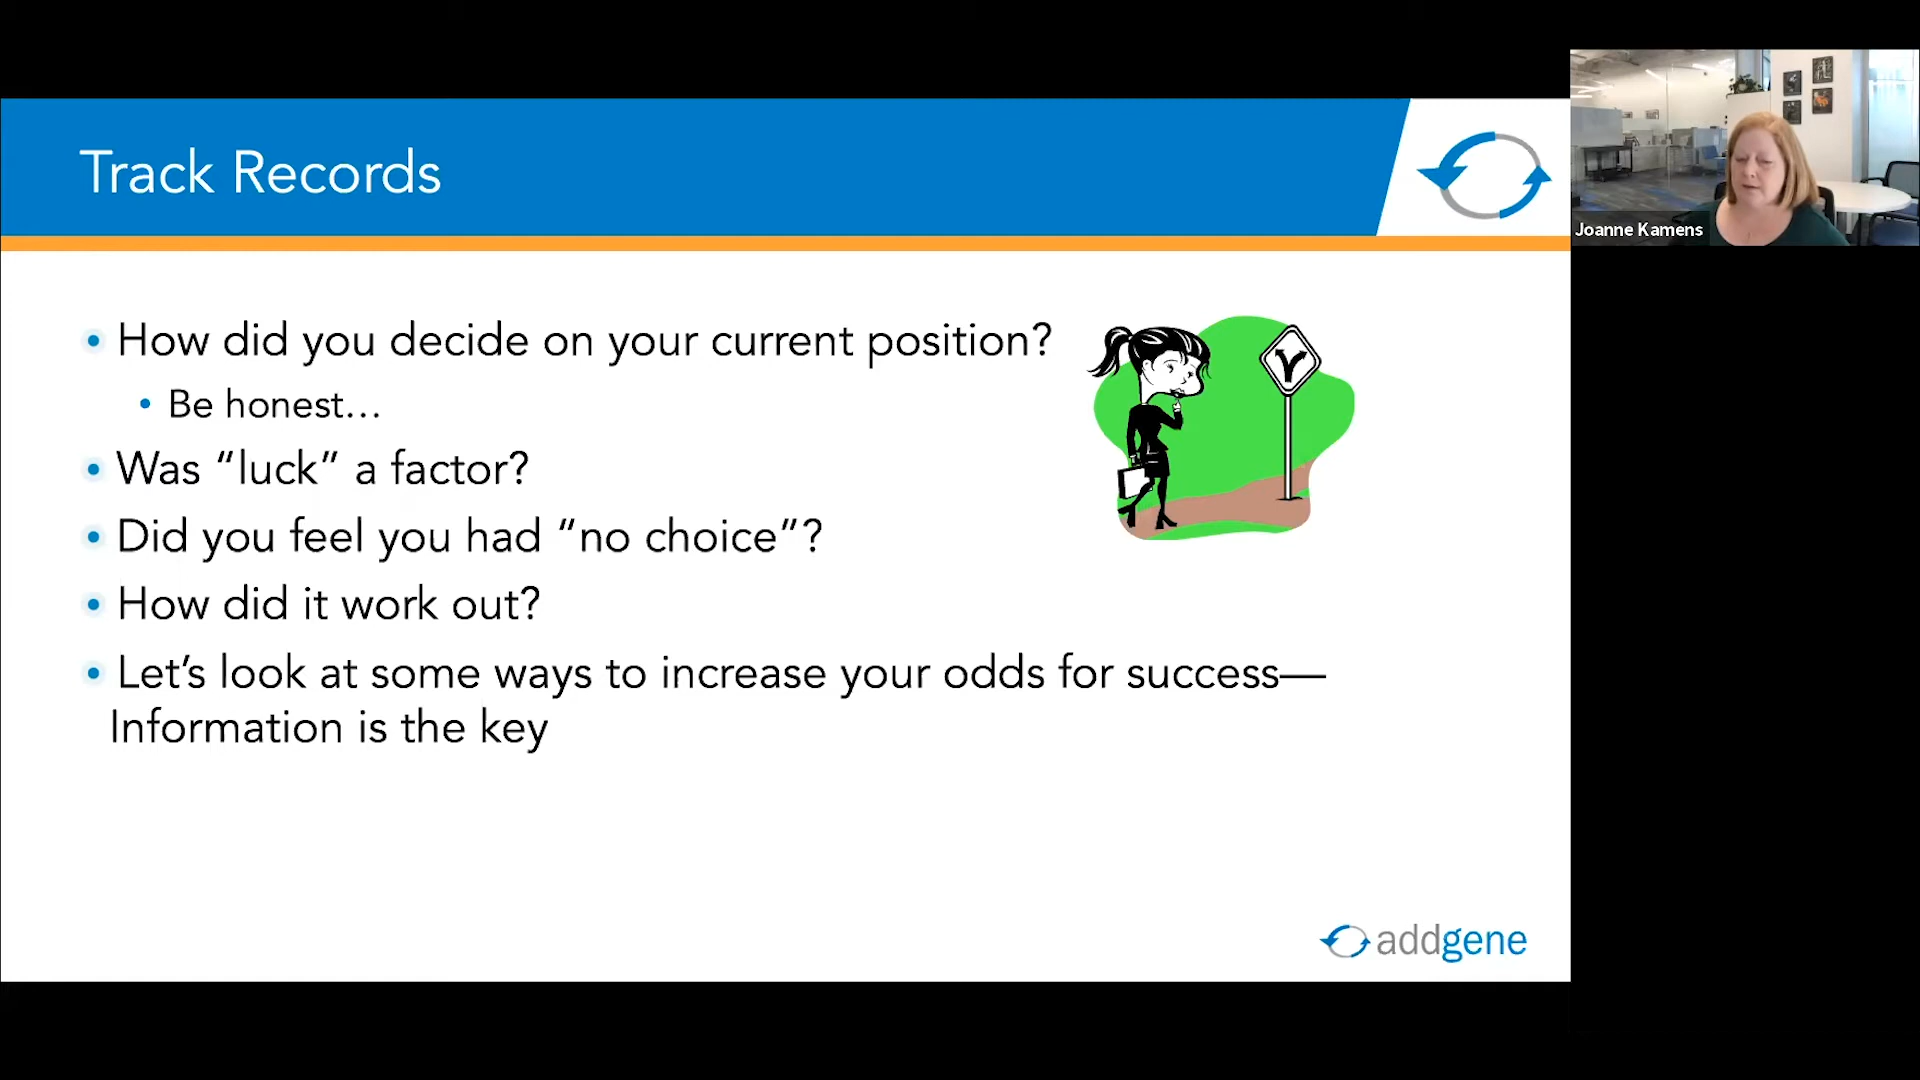 Track Records
Joanne Kamens
• How did you decide on your current position?
• Be honest…
• Was “luck” a factor?
• Did you feel you had “no choice”?
• How did it work out?
• Let’s look at some ways to increase your odds for success—
Information is the key
addgene